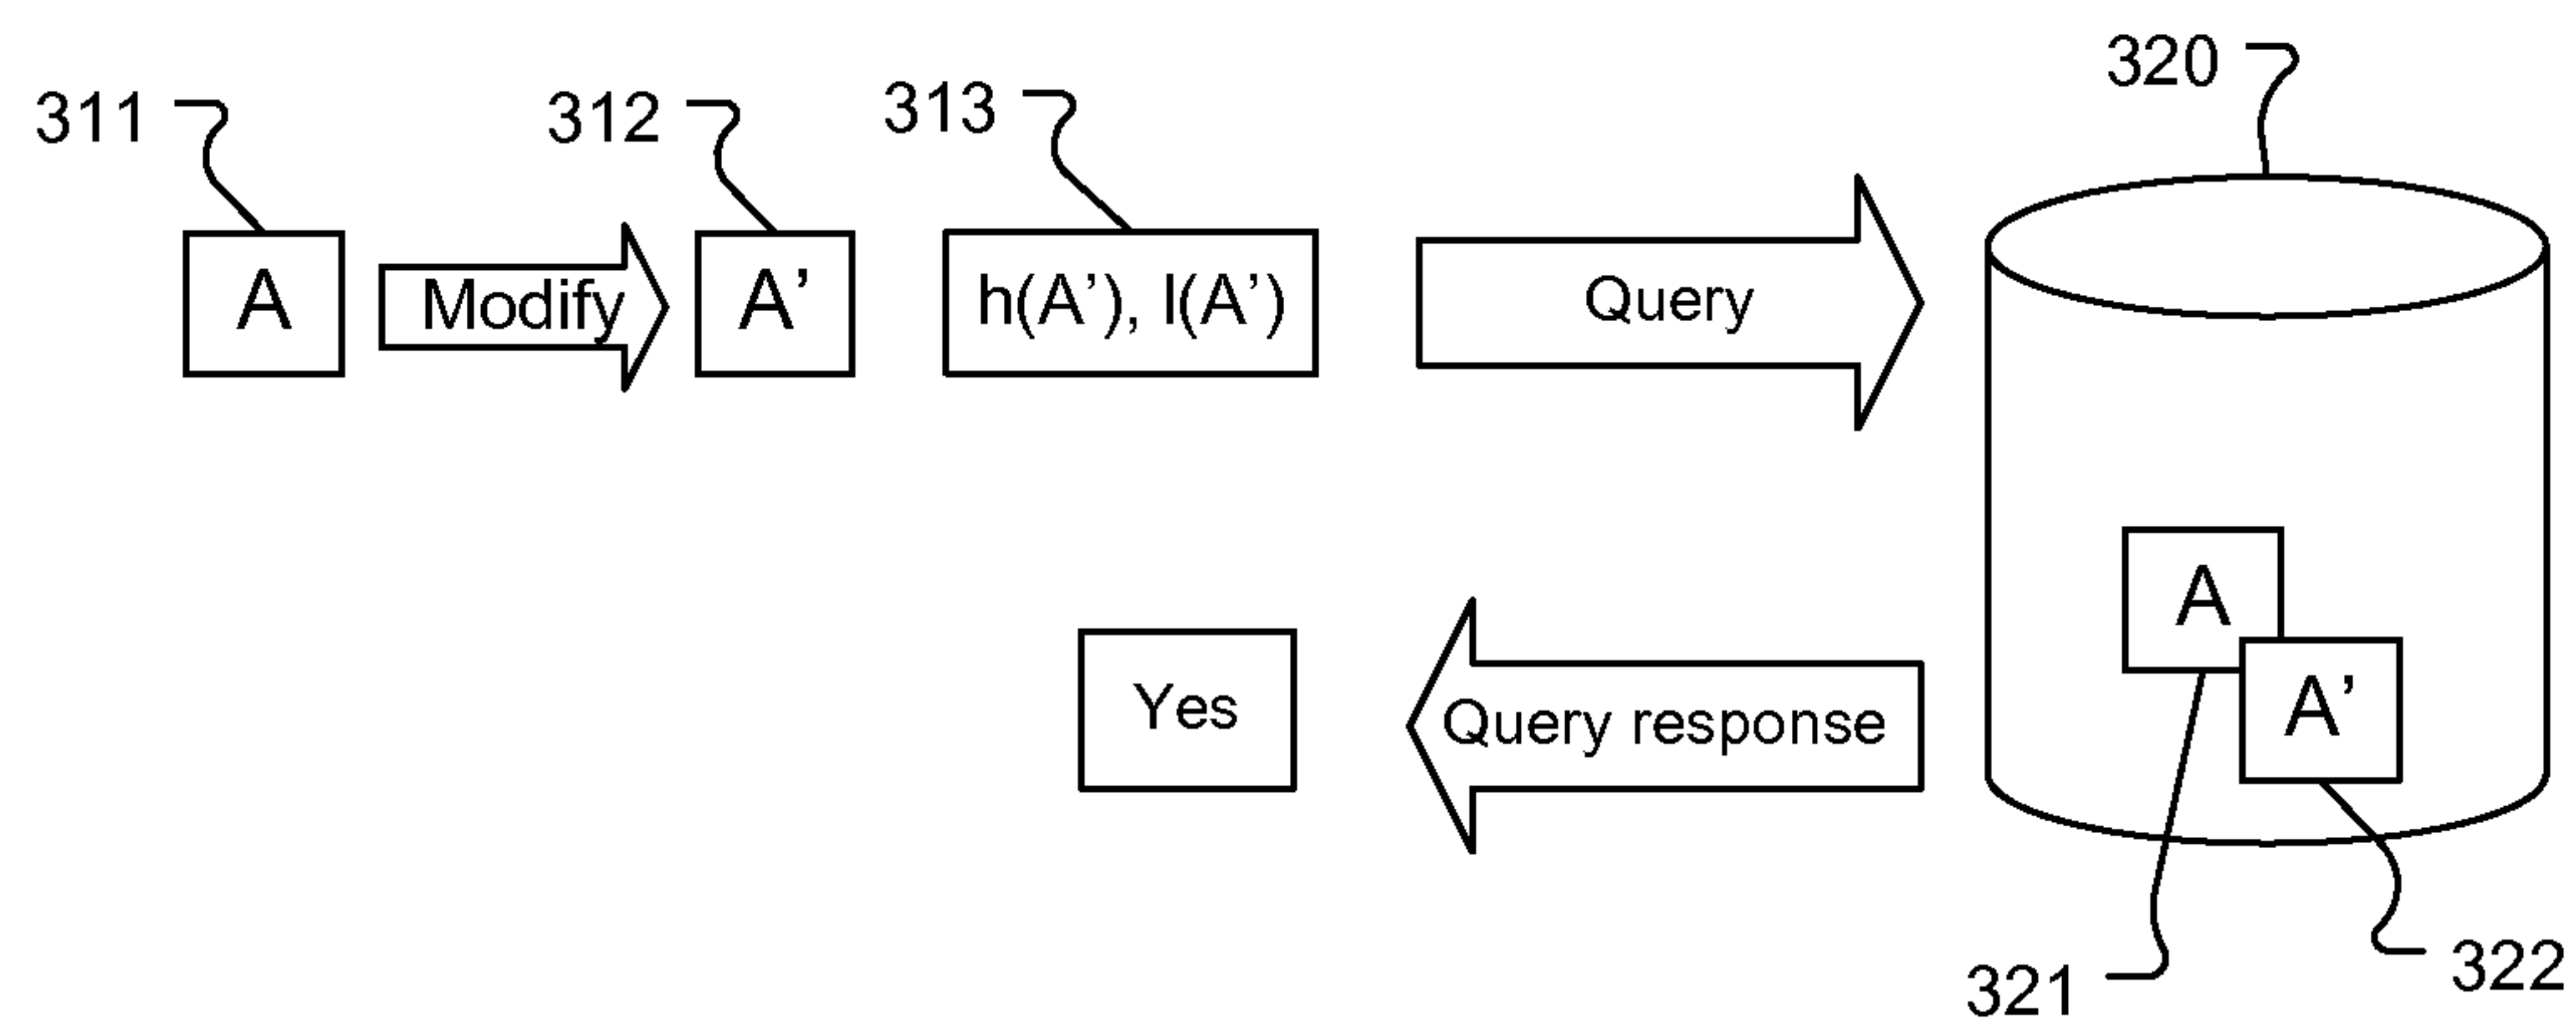 320
311
312
313
A
Modify
A’
h(A’), l(A’)
Query
A
Yes
Query response
A’
321
322